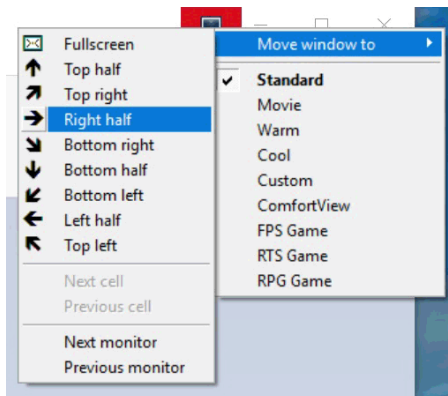 Fullscreen
Top half
Top right
Right half
Bottom right
Bottom half
Bottom left
Left half
Top left
Next cell
Previous cell
Next monitor
Previous monitor
Move window to
Standard
Movie
Warm
Cool
Custom
ComfortView
FPS Game
RTS Game
RPG Game